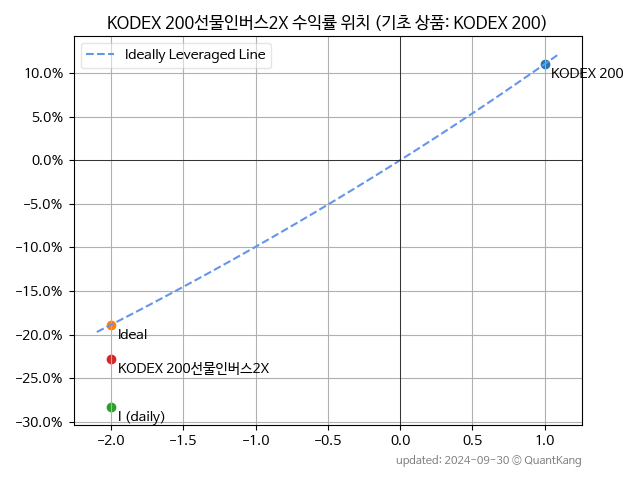 KODEX 200선물인버스2X 수익률 위치 (기초 상품: KODEX 200)
Ideally Leveraged Line
10.0%
5.0%
0.0%
−5.0%
−10.0%
−15.0%
−20.0%
−25.0%
−30.0%
KODEX 200
Ideal
KODEX 200선물인버스2X
I (daily)
−2.0 −1.5 −1.0 −0.5 0.0 0.5 1.0
updated: 2024-09-30 © QuantKang